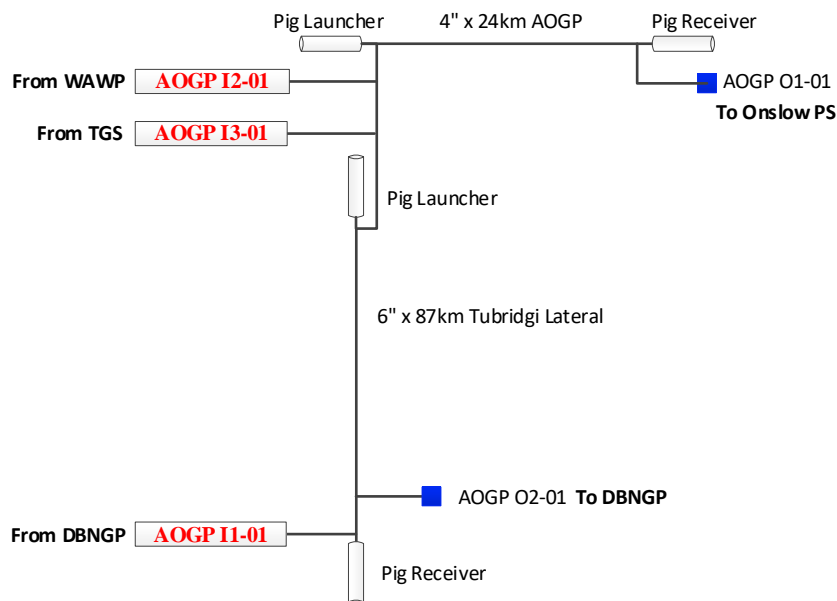 Pig Launcher
4" x 24km AOGP
Pig Receiver
From WAWP AOGP I2-01
AOGP O1-01
To Onslow PS
From TGS AOGP I3-01
Pig Launcher
6" x 87km Tubridgi Lateral
AOGP O2-01 To DBNGP
From DBNGP AOGP I1-01
Pig Receiver